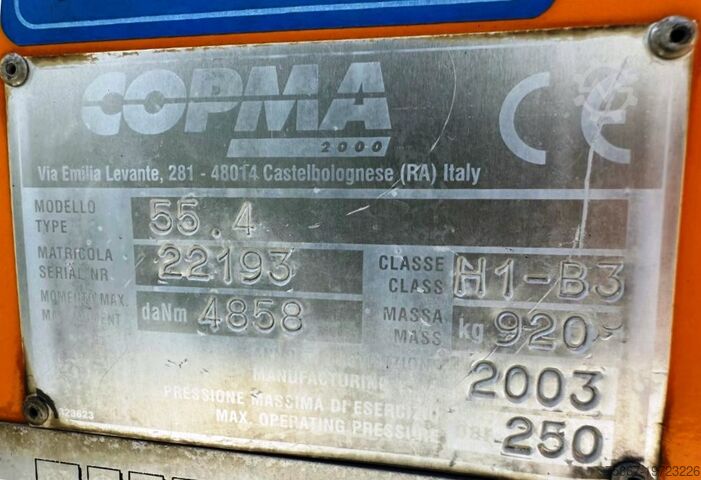 COPMA
2000
CE
Via Emilia Levante, 281 - 48014 Castelbolognese (RA) Italy
MODELLO
TYPE 55.4
MATRICOLA
SERIAL NR 22193
CLASSE
CLASS H1-B3
MOMENTO MAX.
daNm 4858
MASSA
MASS kg 920
MANUFACTURING 2003
PRESSIONE MASSIMA DI ESERCIZIO
MAX. OPERATING PRESSURE 250